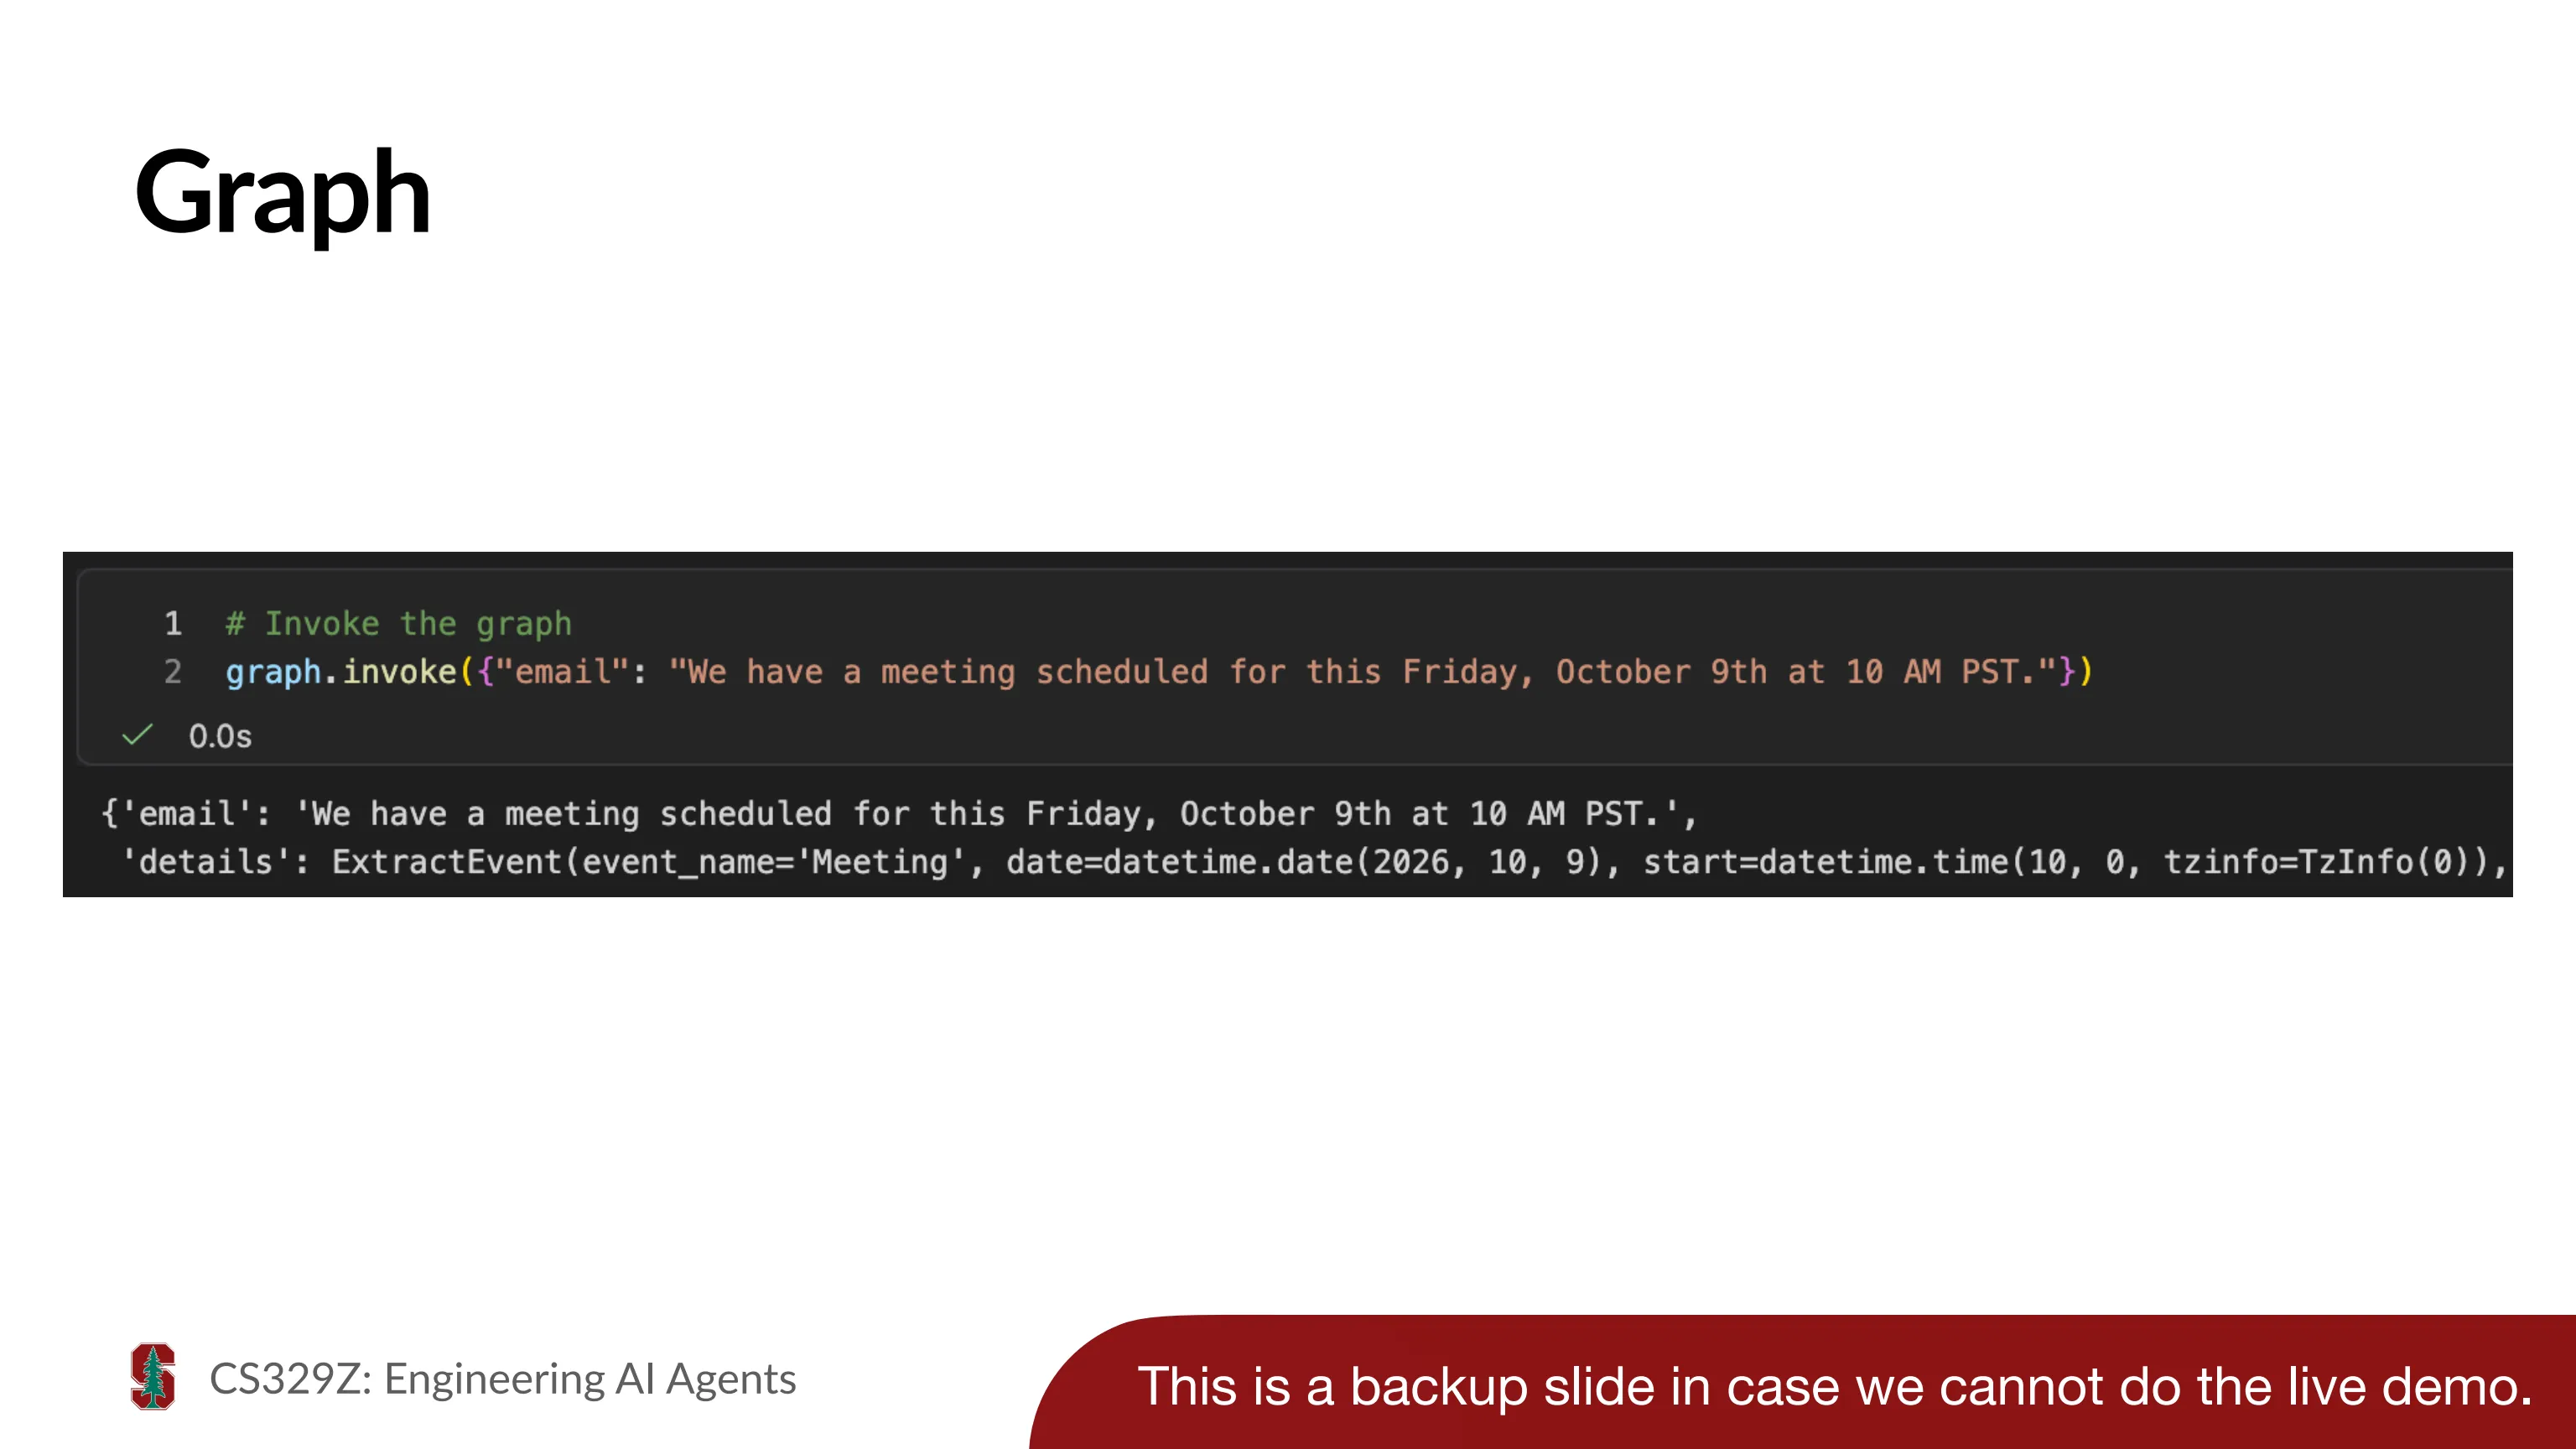 Graph
1 # Invoke the graph
2 graph.invoke({"email": "We have a meeting scheduled for this Friday, October 9th at 10 AM PST."})
0.0s
{'email': 'We have a meeting scheduled for this Friday, October 9th at 10 AM PST.',
'details': ExtractEvent(event_name='Meeting', date=datetime.date(2026, 10, 9), start=datetime.time(10, 0, tzinfo=TzInfo(0)),
CS329Z: Engineering AI Agents
This is a backup slide in case we cannot do the live demo.